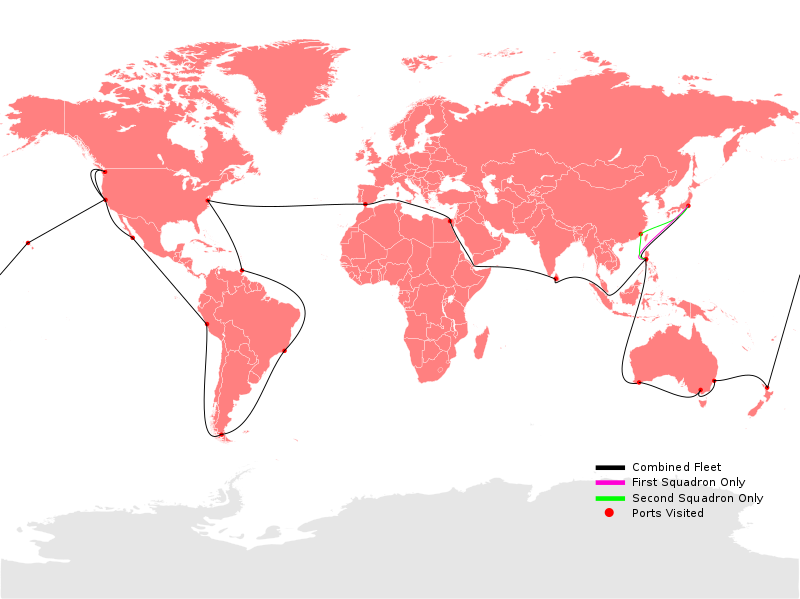 Combined Fleet
First Squadron Only
Second Squadron Only
Ports Visited